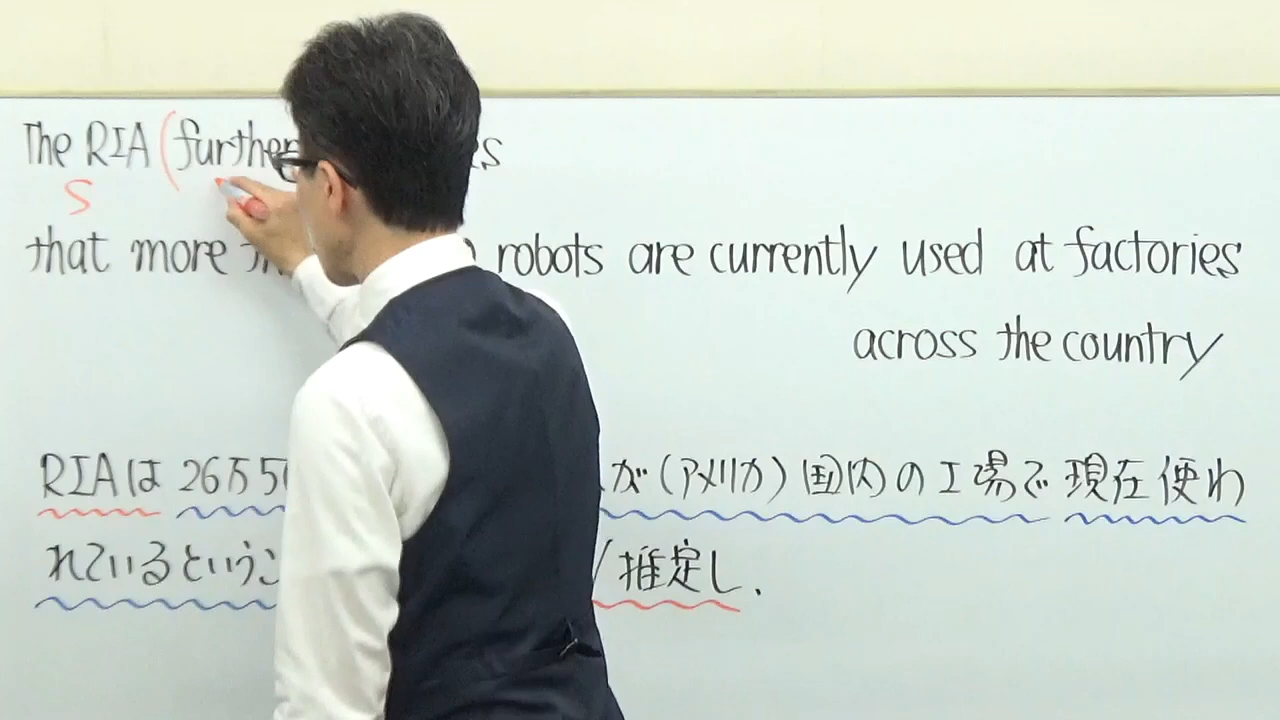 The RIA (further
S
that more robots are currently used at factories
across the country
RIAは 26万5 が(アメリカ)国内の工場で 現在使わ
れているという / 推定し.